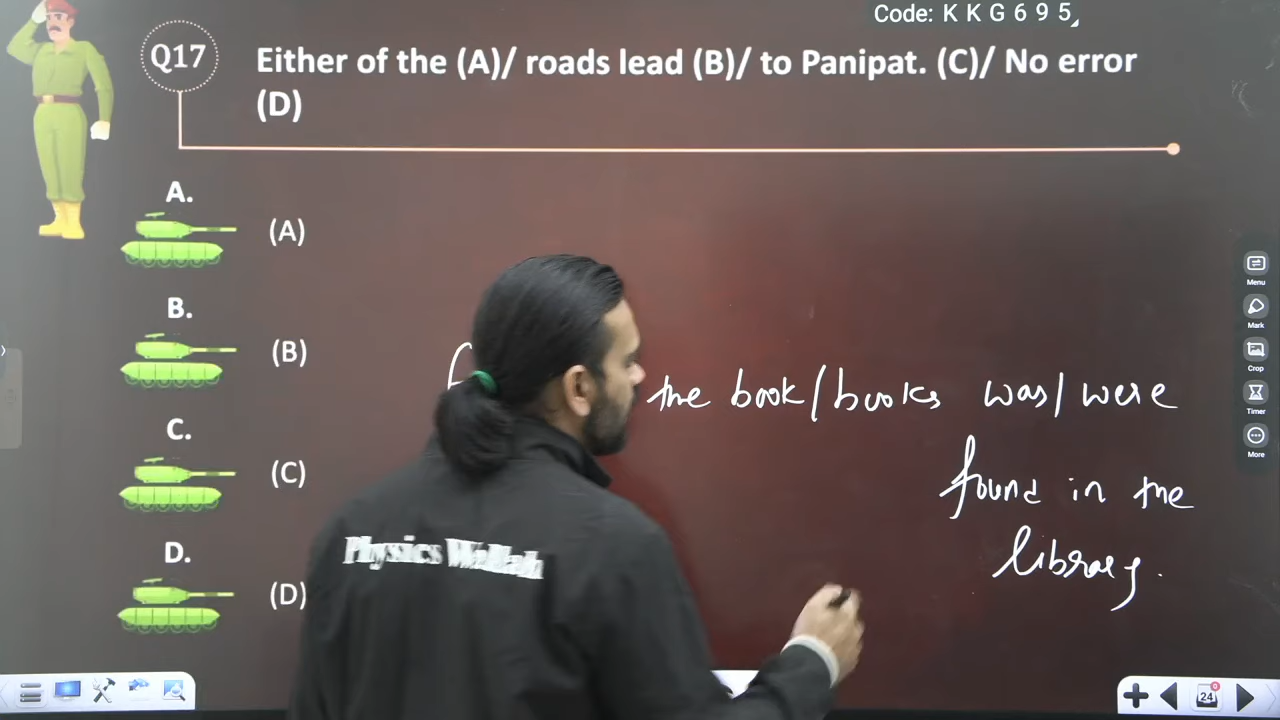 Code: K K G 6 9 5
Q17
Either of the (A)/ roads lead (B)/ to Panipat. (C)/ No error
(D)
A.
(A)
B.
(B)
C.
(C)
D.
(D)
the book/books was/were
found in the
library.
Physics Wallah
Menu
Mark
Crop
Timer
More
24